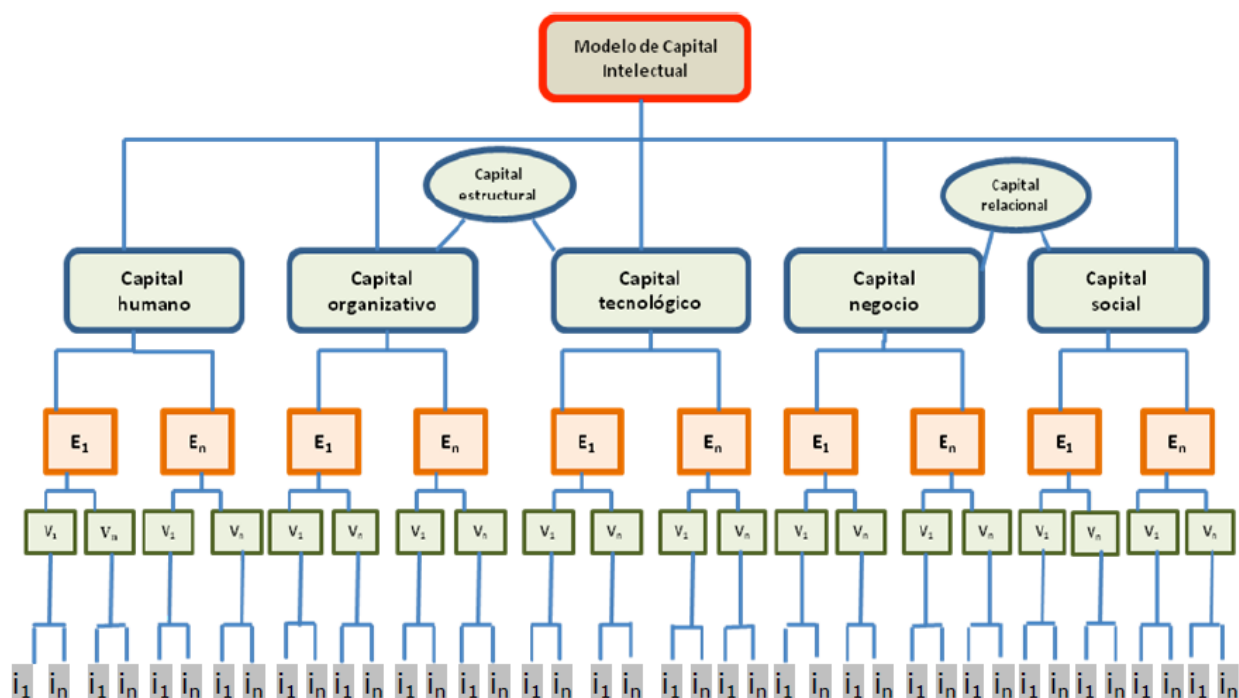 Modelo de Capital
Intelectual
Capital
estructural
Capital
relacional
Capital
humano
Capital
organizativo
Capital
tecnológico
Capital
negocio
Capital
social
E₁ Eₙ E₁ Eₙ E₁ Eₙ E₁ Eₙ E₁ Eₙ
V₁ Vₙ V₁ Vₙ V₁ Vₙ V₁ Vₙ V₁ Vₙ V₁ Vₙ V₁ Vₙ V₁ Vₙ V₁ Vₙ V₁ Vₙ
i₁ iₙ i₁ iₙ i₁ iₙ i₁ iₙ i₁ iₙ i₁ iₙ i₁ iₙ i₁ iₙ i₁ iₙ i₁ iₙ i₁ iₙ i₁ iₙ i₁ iₙ i₁ iₙ i₁ iₙ i₁ iₙ i₁ iₙ i₁ iₙ i₁ iₙ i₁ iₙ